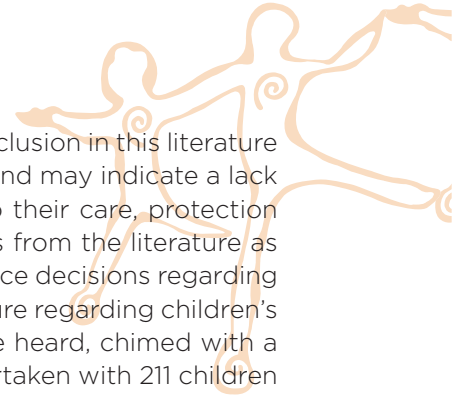 clusion in this literature
nd may indicate a lack
o their care, protection
s from the literature as
ce decisions regarding
ure regarding children's
e heard, chimed with a
rtaken with 211 children